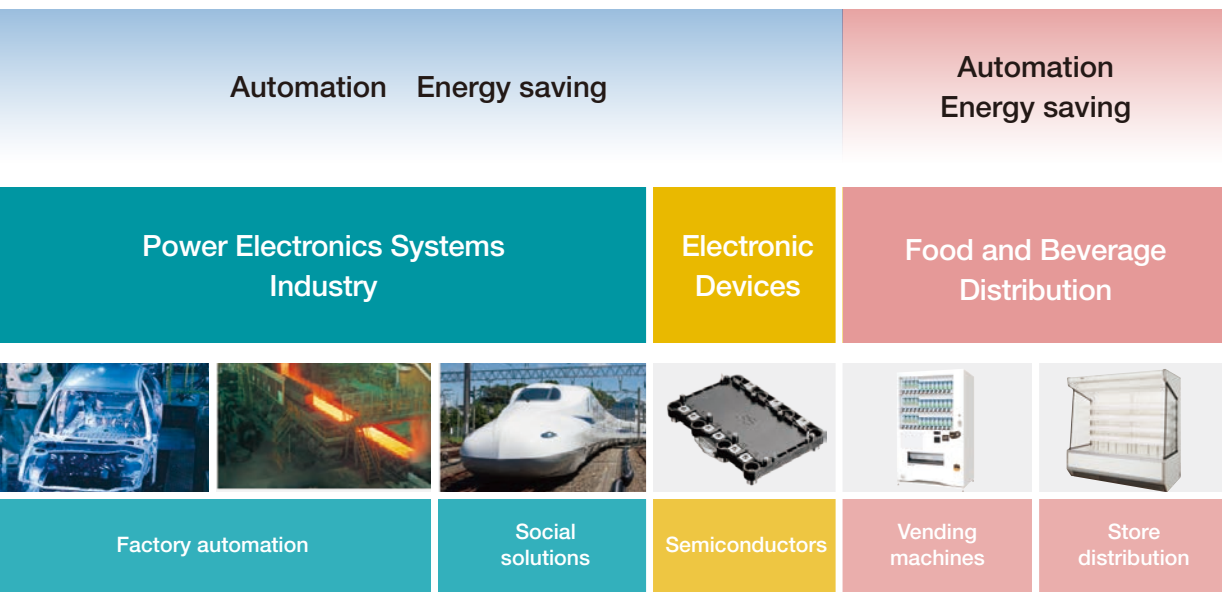 Automation Energy saving
Automation
Energy saving
Power Electronics Systems
Industry
Electronic
Devices
Food and Beverage
Distribution
Factory automation
Social
solutions
Semiconductors
Vending
machines
Store
distribution